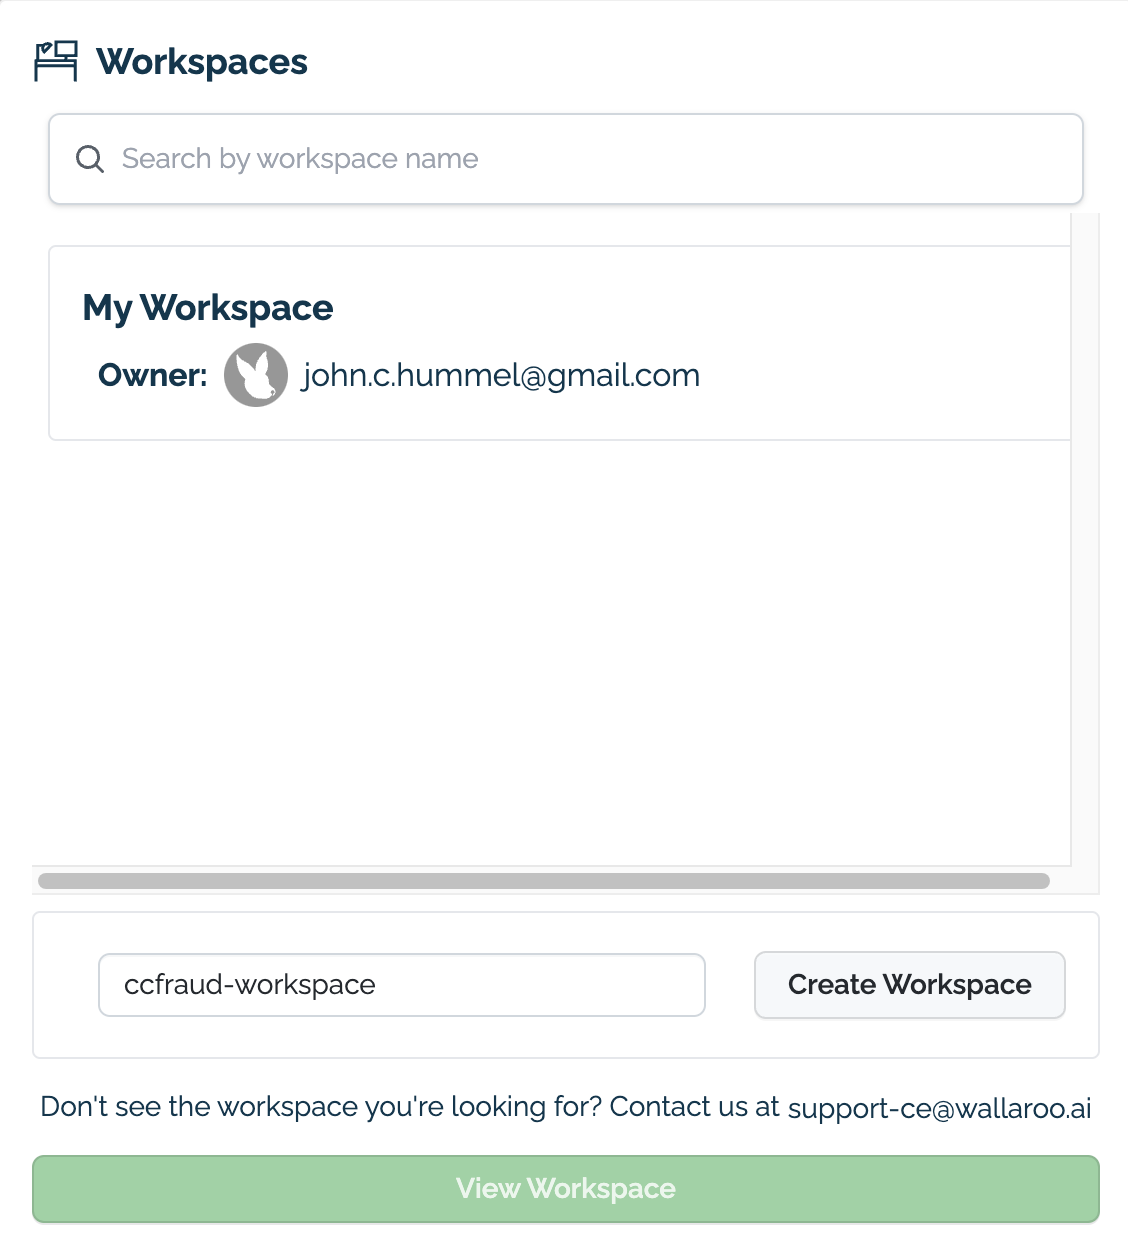 Workspaces
Search by workspace name
My Workspace
Owner: john.c.hummel@gmail.com
ccfraud-workspace Create Workspace
Don't see the workspace you're looking for? Contact us at support-ce@wallaroo.ai
View Workspace